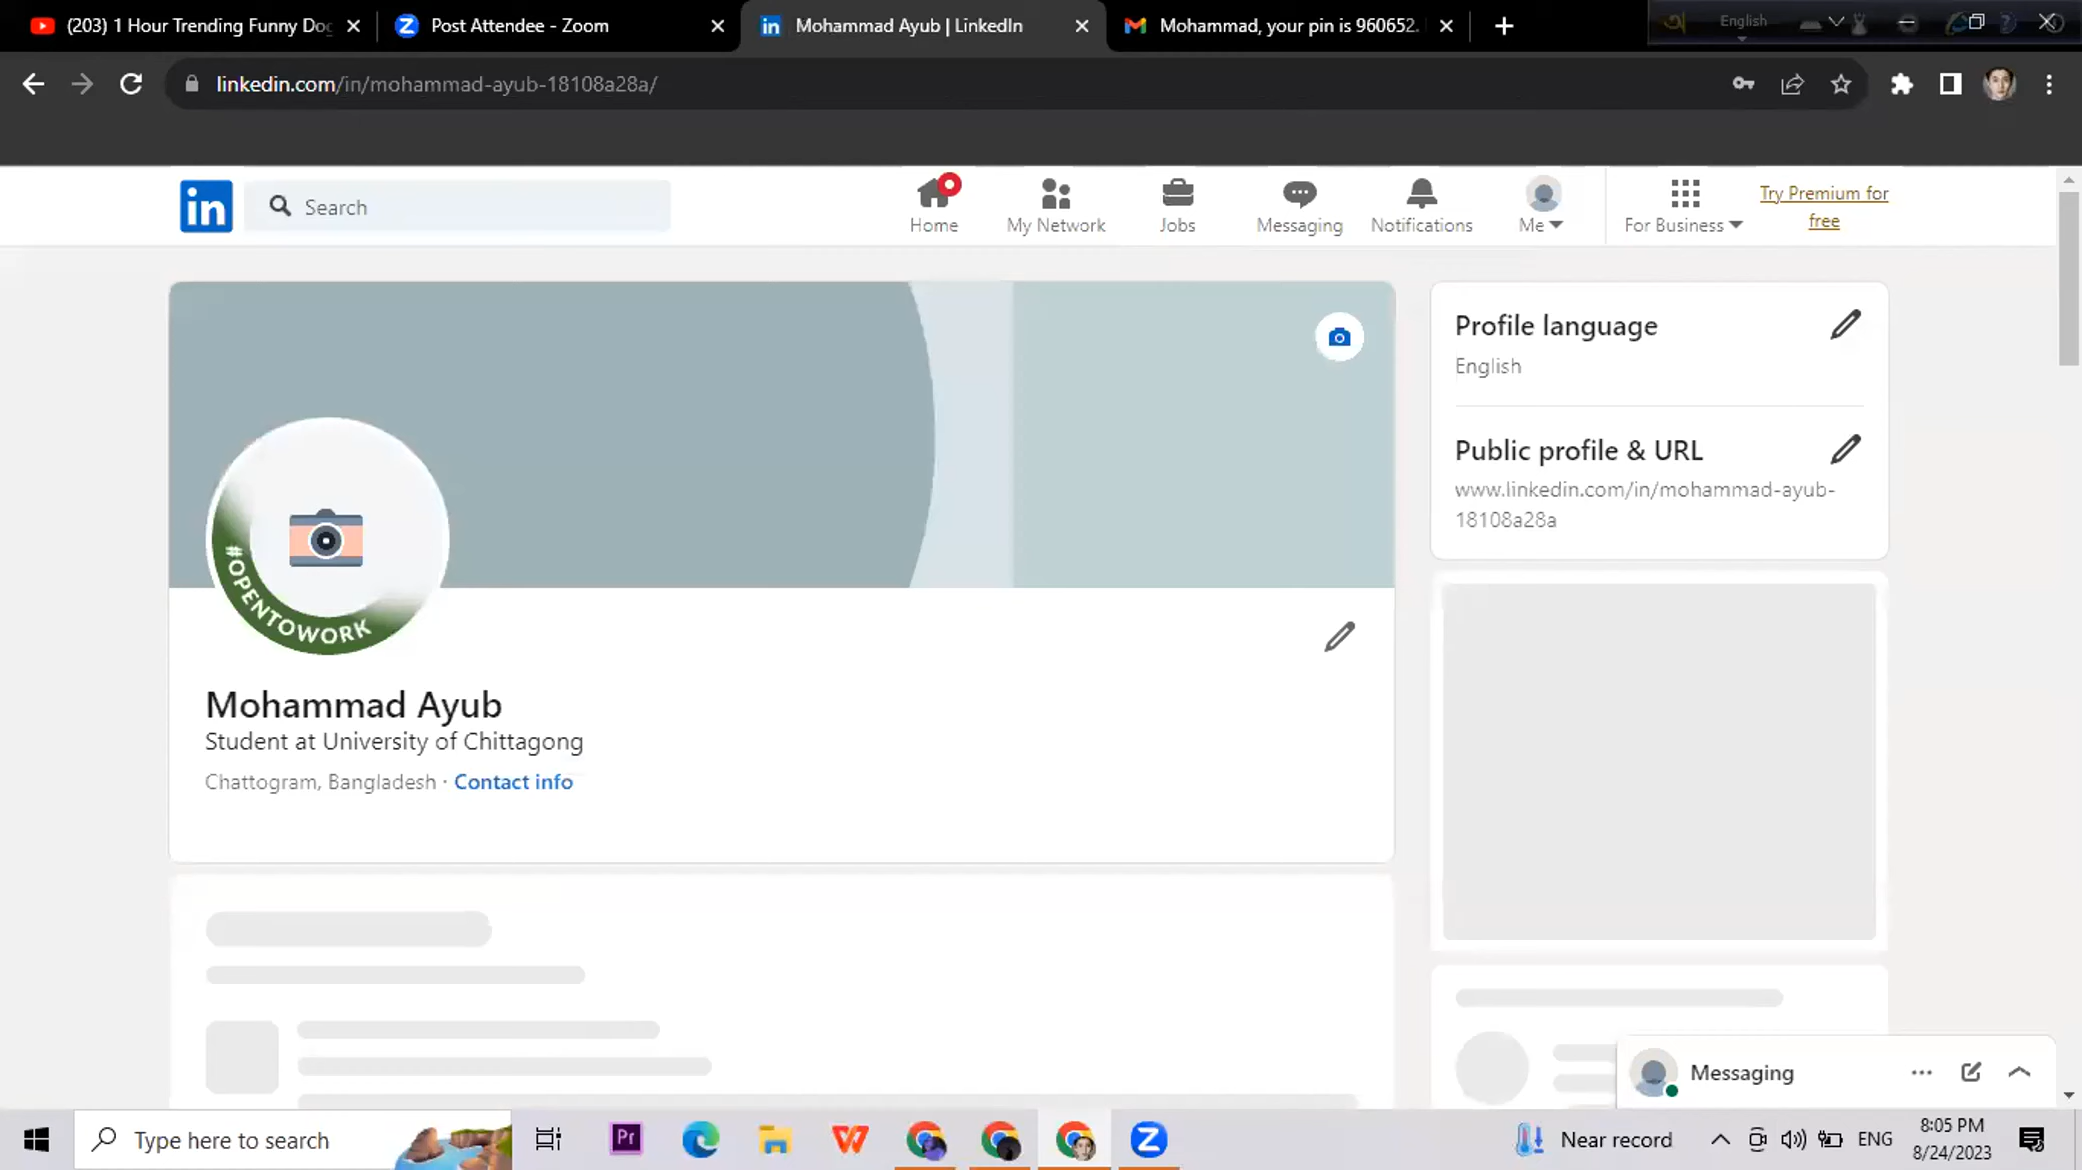 (203) 1 Hour Trending Funny Dog
Post Attendee - Zoom
Mohammad Ayub | LinkedIn
Mohammad, your pin is 960652.
English
linkedin.com/in/mohammad-ayub-18108a28a/
in
Search
Home
My Network
Jobs
Messaging
Notifications
Me
For Business
Try Premium for
free
#OPENTOWORK
Mohammad Ayub
Student at University of Chittagong
Chattogram, Bangladesh · Contact info
Profile language
English
Public profile & URL
www.linkedin.com/in/mohammad-ayub-
18108a28a
Messaging
Type here to search
Pr
Near record
ENG
8:05 PM
8/24/2023